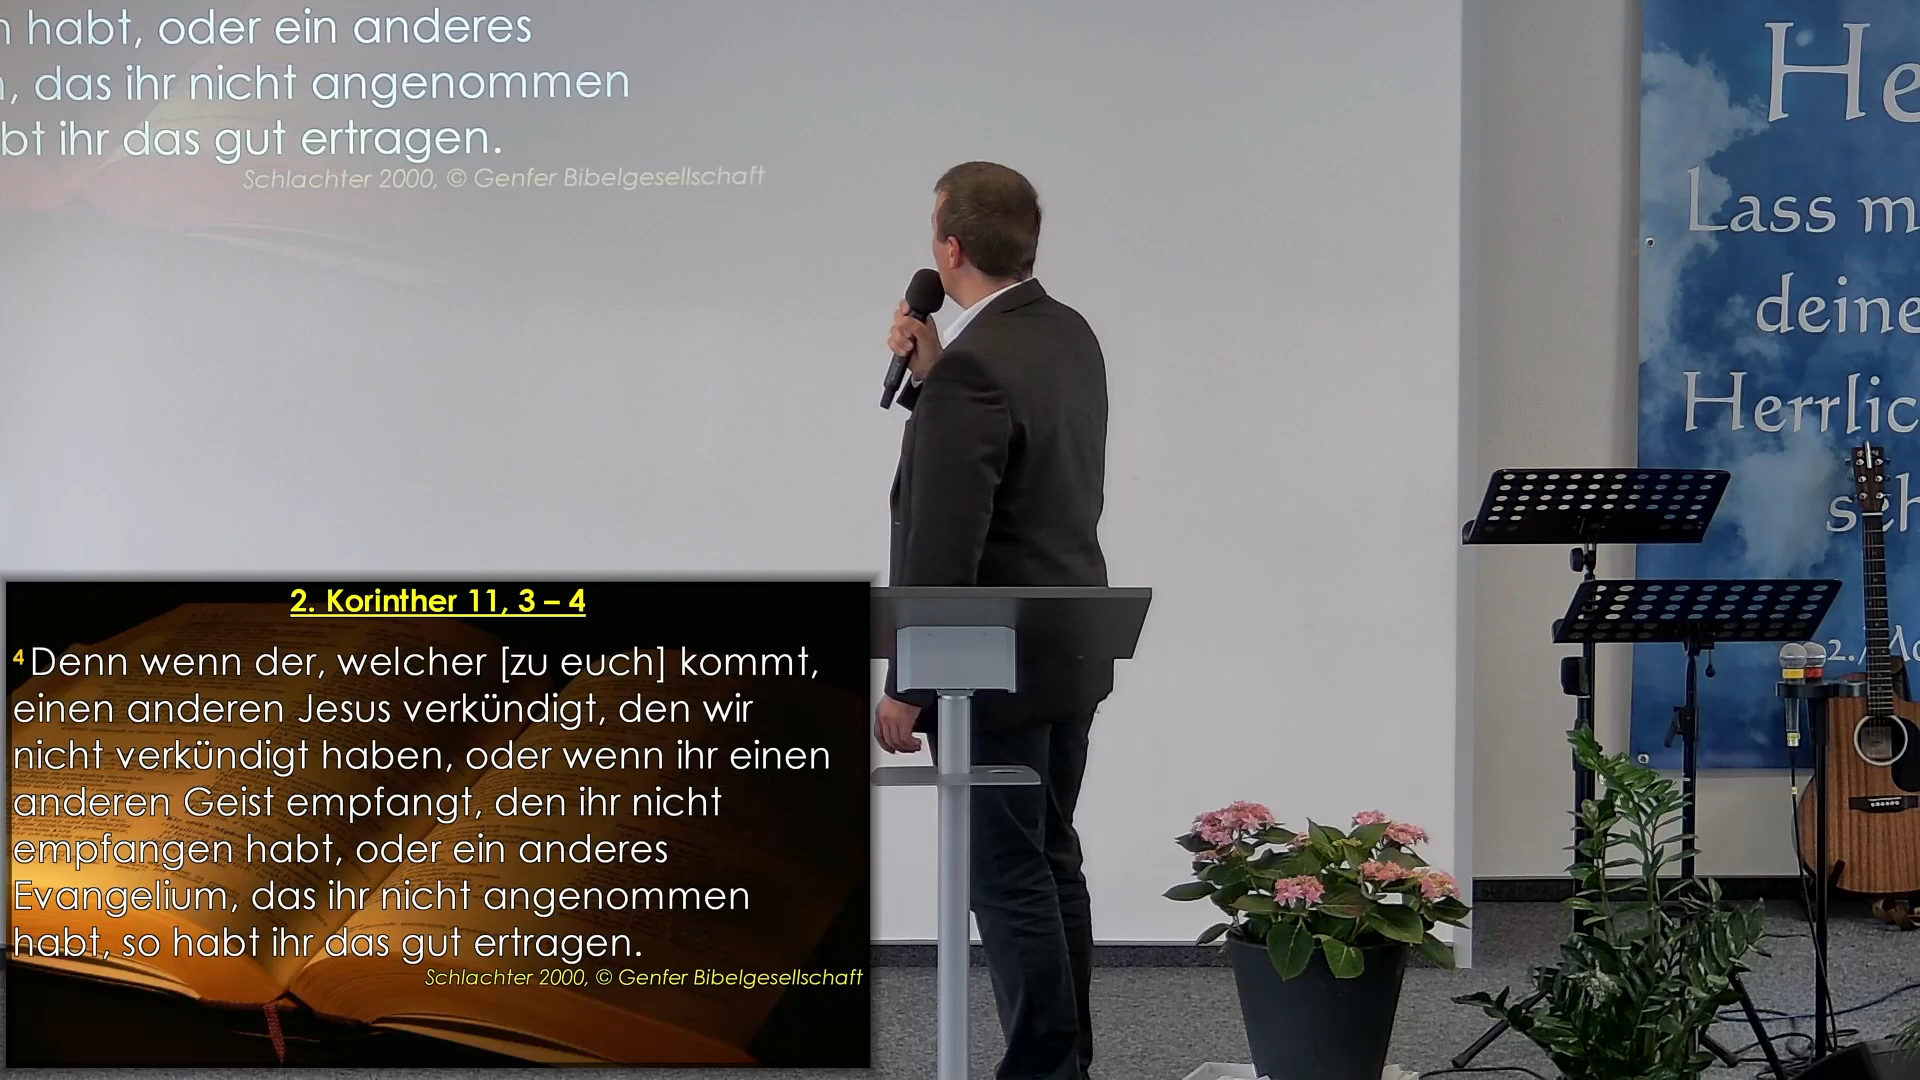 habt, oder ein anderes
das ihr nicht angenommen
ihr das gut ertragen.
Schlachter 2000, © Genfer Bibelgesellschaft
He
Lass m
deine
Herrlic
seh
2. Mo
2. Korinther 11, 3 – 4
4 Denn wenn der, welcher [zu euch] kommt,
einen anderen Jesus verkündigt, den wir
nicht verkündigt haben, oder wenn ihr einen
anderen Geist empfangt, den ihr nicht
empfangen habt, oder ein anderes
Evangelium, das ihr nicht angenommen
habt, so habt ihr das gut ertragen.
Schlachter 2000, © Genfer Bibelgesellschaft